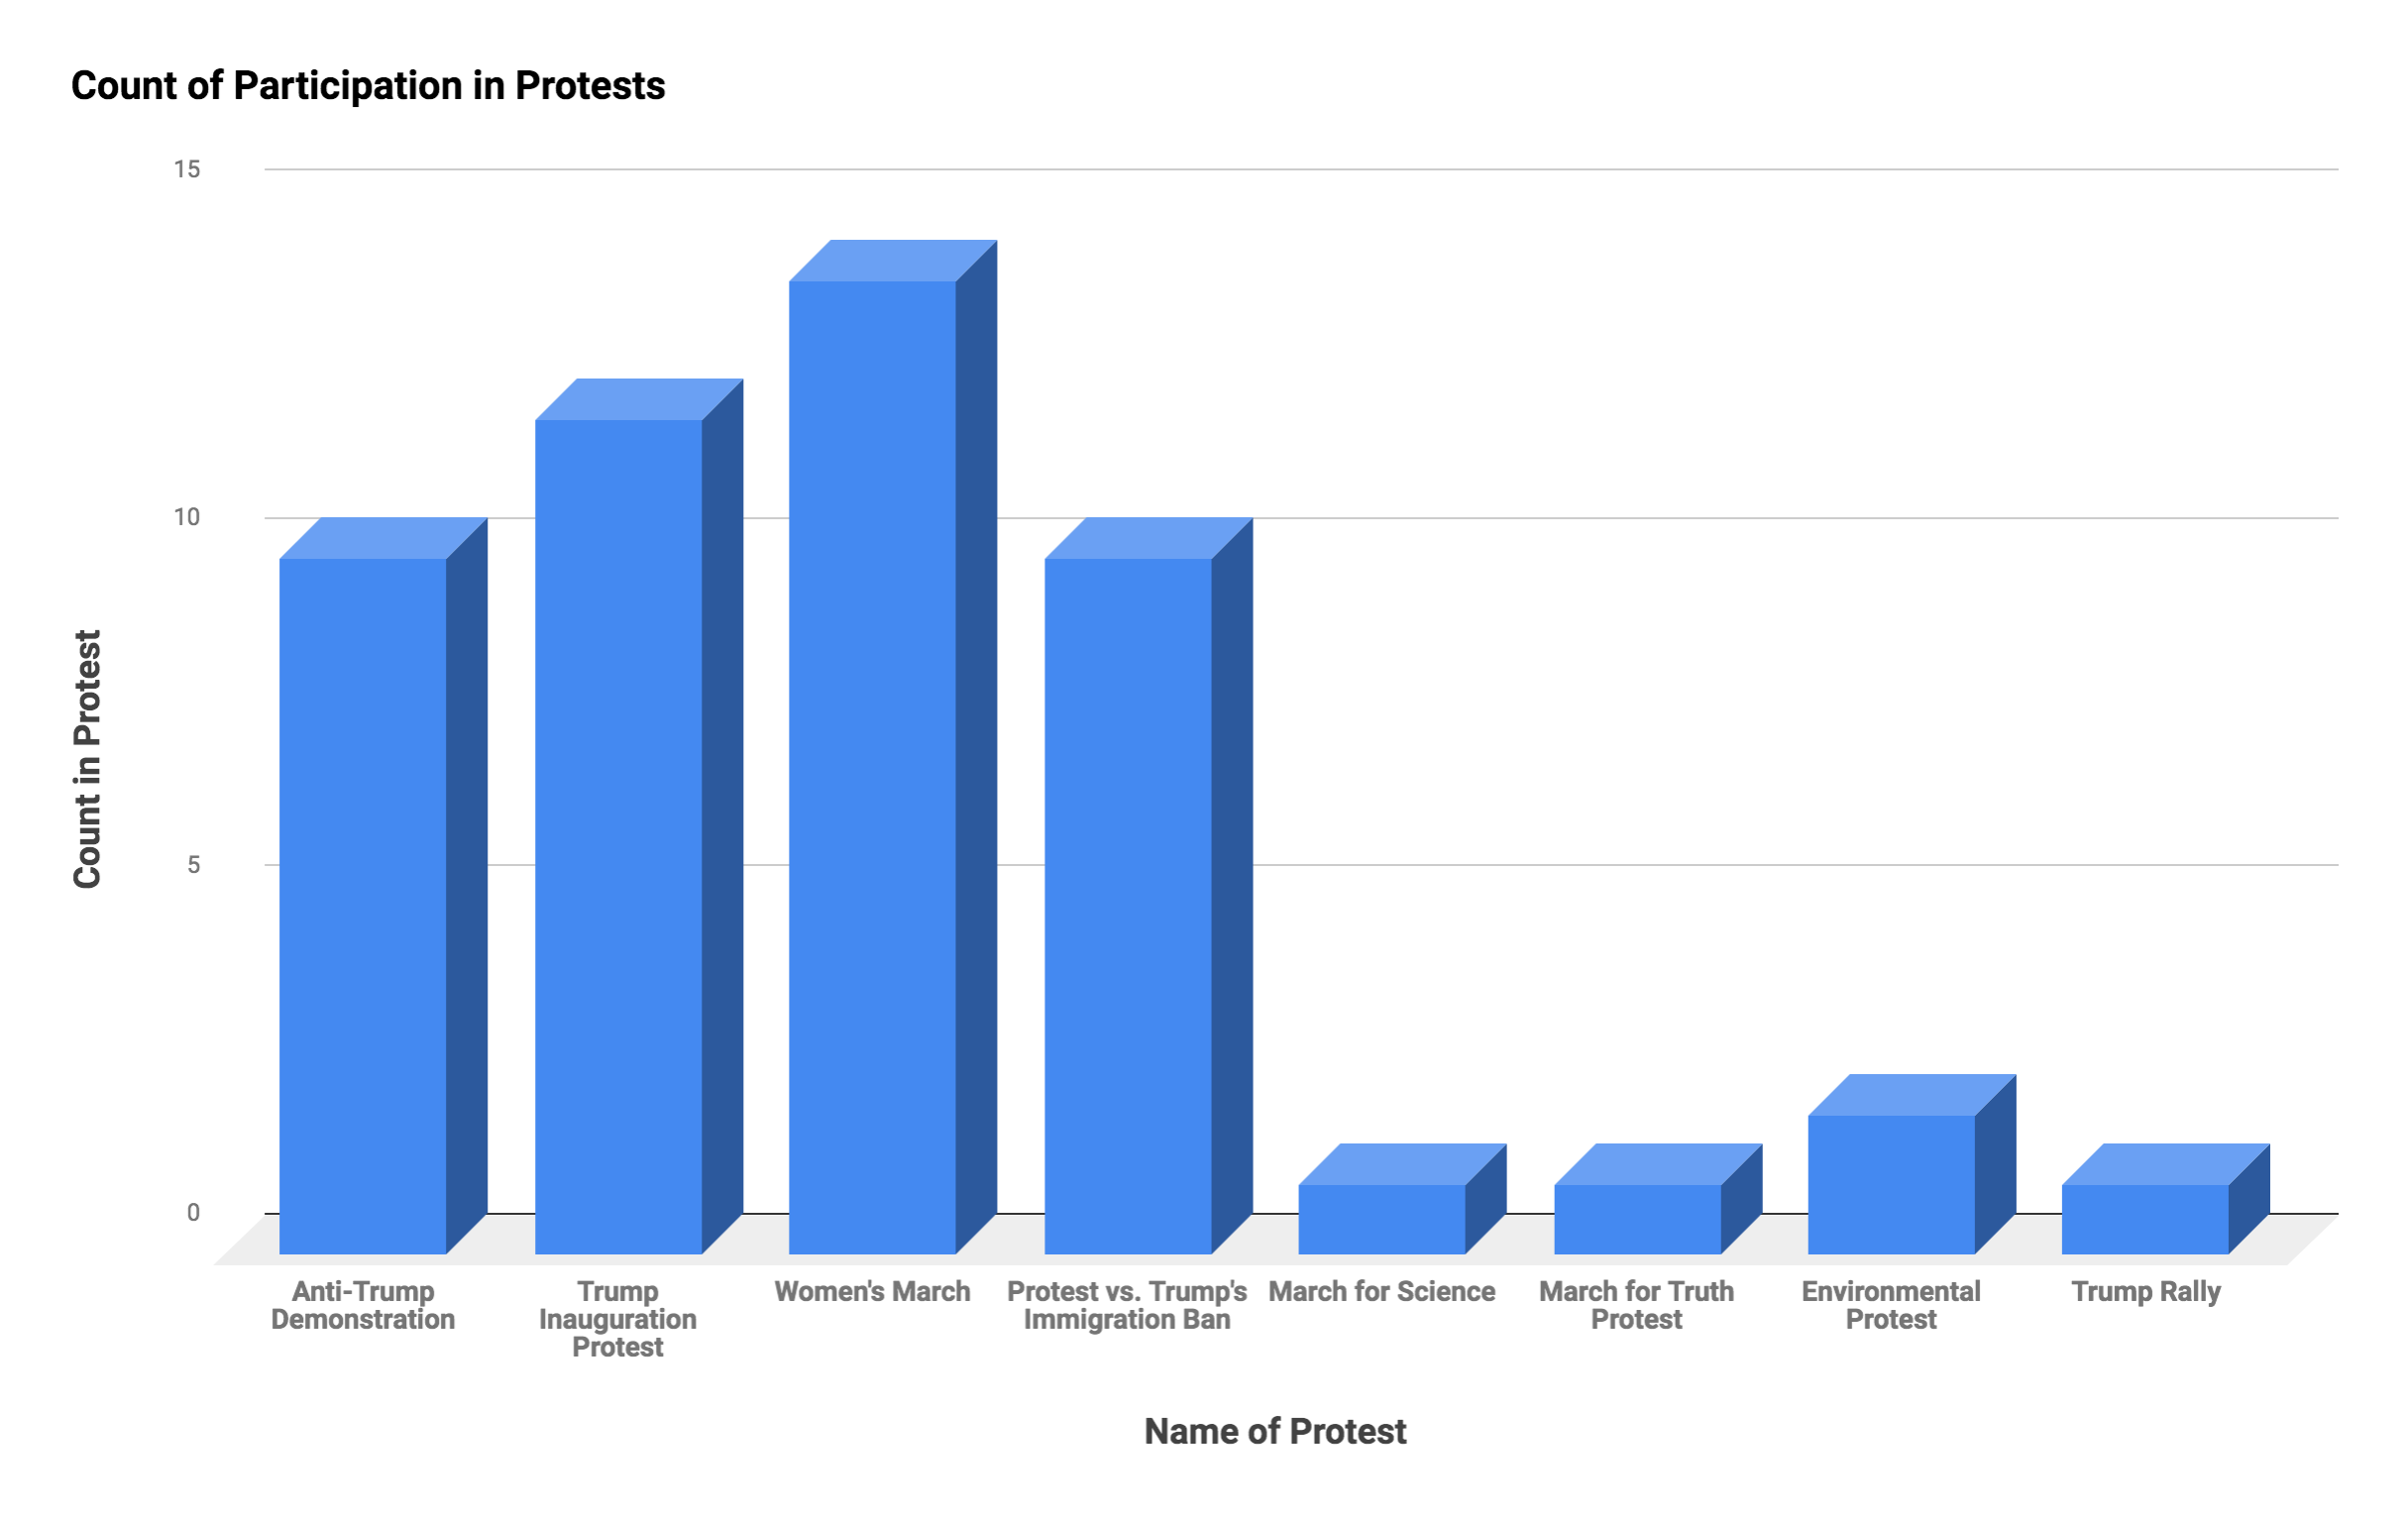 Count of Participation in Protests
15
10
5
0
Count in Protest
Anti-Trump
Demonstration
Trump
Inauguration
Protest
Women's March
Protest vs. Trump's
Immigration Ban
March for Science
March for Truth
Protest
Environmental
Protest
Trump Rally
Name of Protest